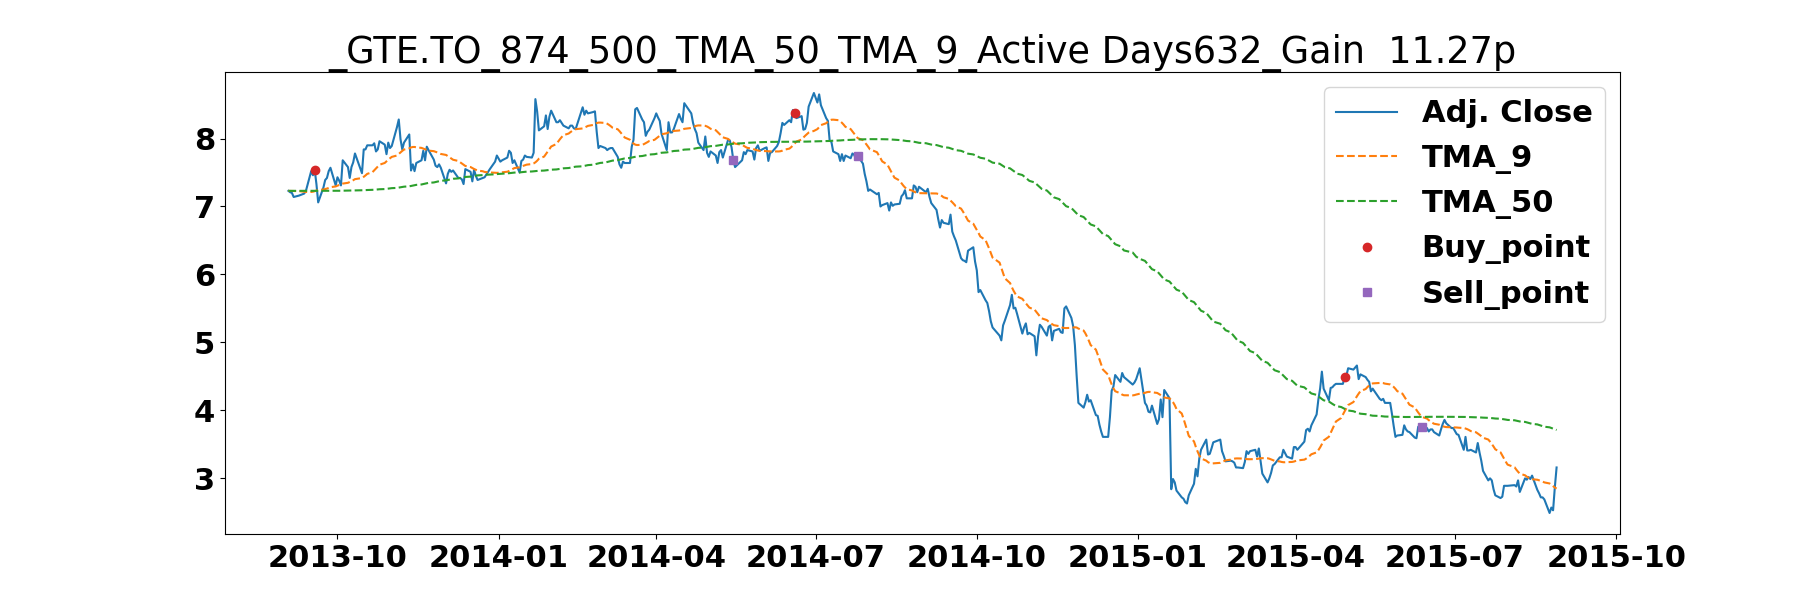 _GTE.TO_874_500_TMA_50_TMA_9_Active Days632_Gain  11.27p
Adj. Close
TMA_9
TMA_50
Buy_point
Sell_point
8
7
6
5
4
3
2013-10 2014-01 2014-04 2014-07 2014-10 2015-01 2015-04 2015-07 2015-10